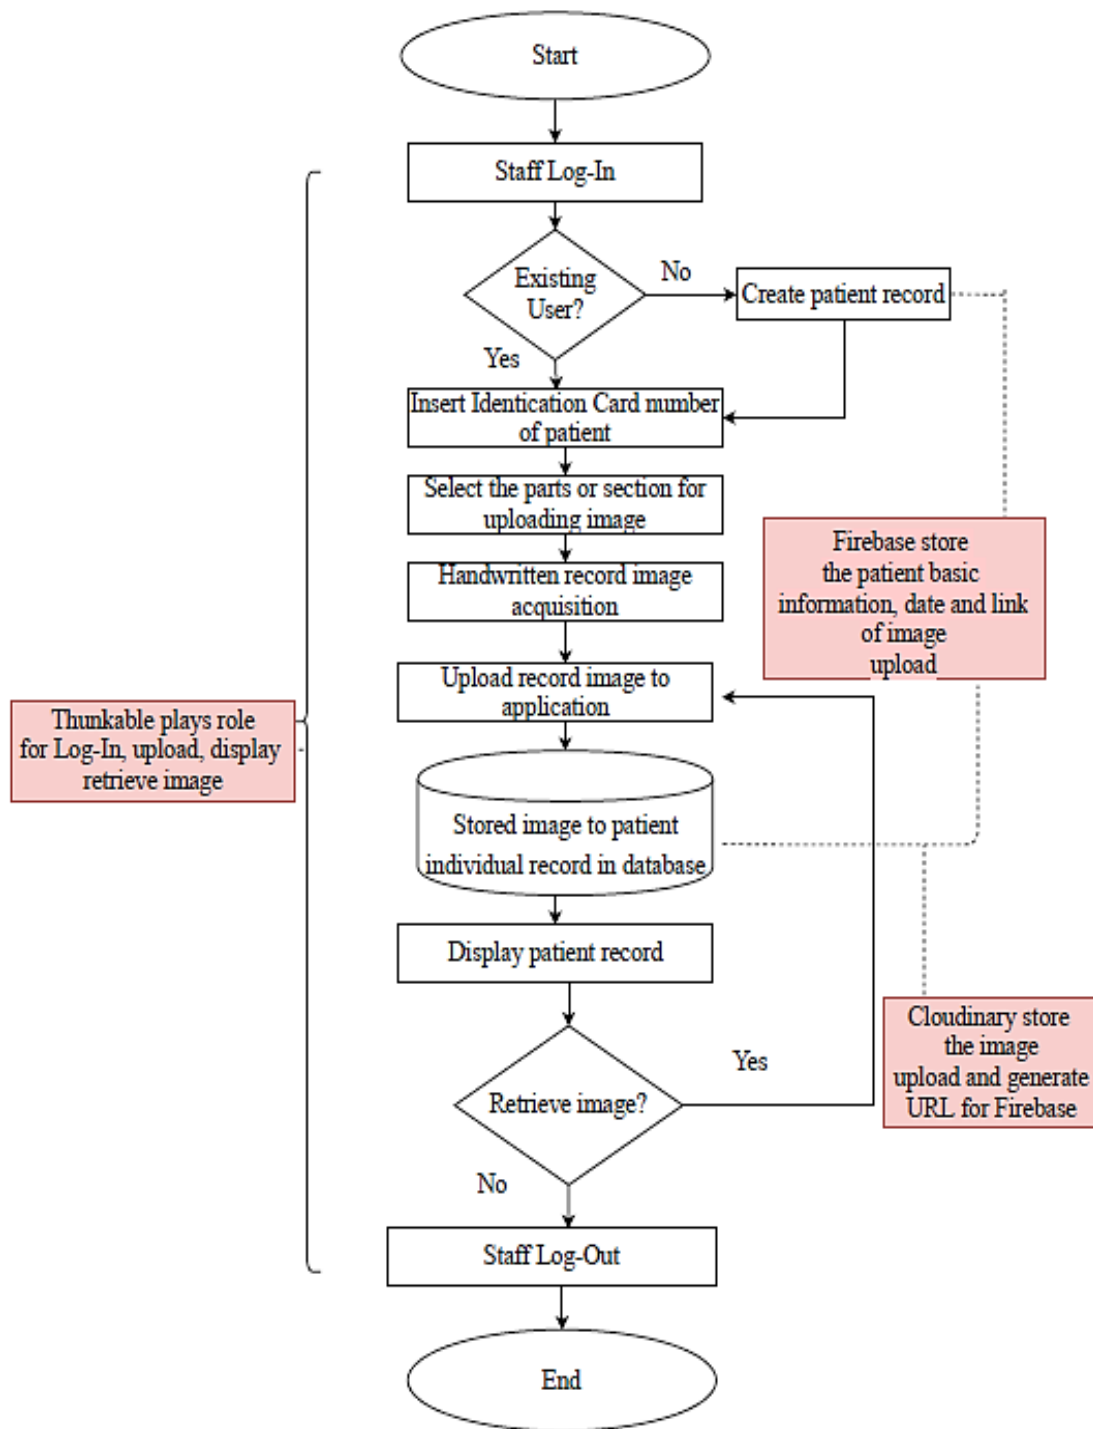 Start
Staff Log-In
Existing
User?
No
Create patient record
Yes
Insert Identication Card number
of patient
Select the parts or section for
uploading image
Handwritten record image
acquisition
Firebase store
the patient basic
information, date and link
of image
upload
Upload record image to
application
Thunkable plays role
for Log-In, upload, display
retrieve image
Stored image to patient
individual record in database
Display patient record
Cloudinary store
the image
upload and generate
URL for Firebase
Yes
Retrieve image?
No
Staff Log-Out
End